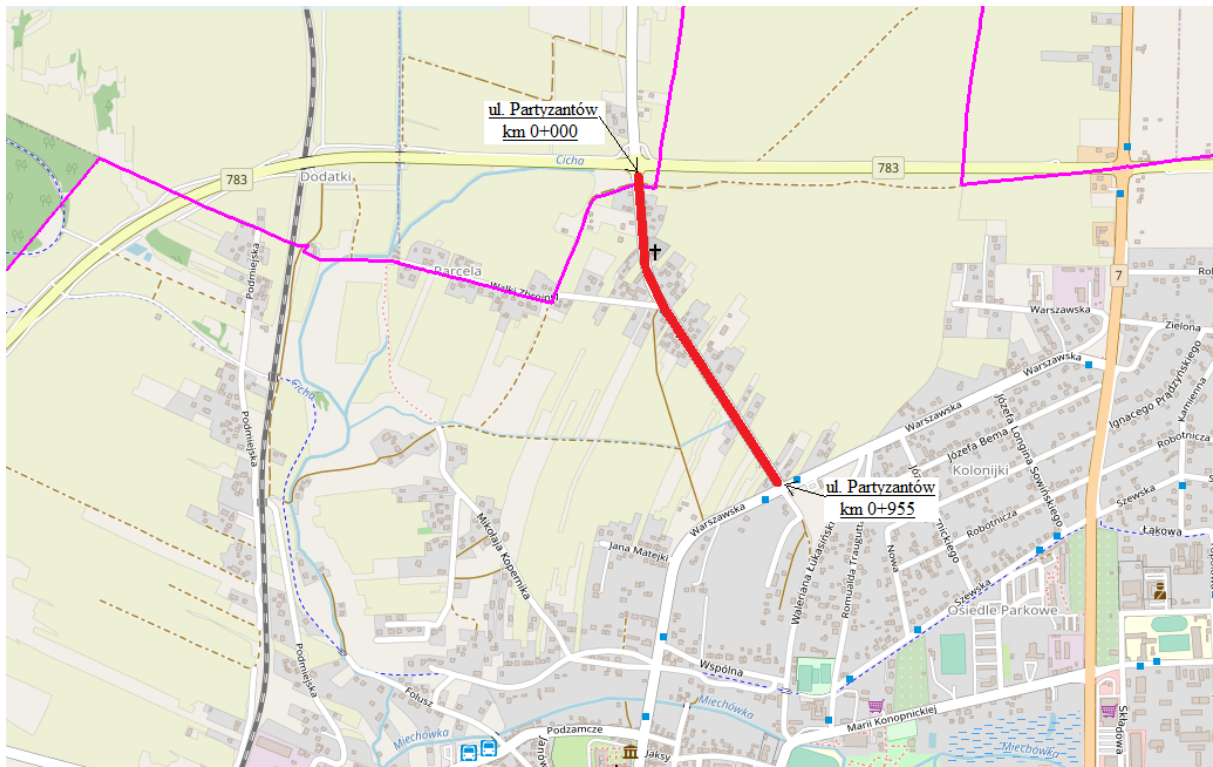 ul. Partyzantów
km 0+000
Cicha
783
783
Dodatki
Podmiejska
Parcela
Walki Zbrojnej
7
Warszawska
Zielona
Cicha
Warszawska
Ignacego Prądzyńskiego
Kamienna
Józefa Longina Sowińskiego
Warszawska
Józefa Bema
Robotnicza
Kolonijki
Podmiejska
ul. Partyzantów
km 0+955
Szewska
Warszawska
Mikołaja Kopernika
Jana Matejki
Robotnicza
Łąkowa
Nowa
Waleriana Łukasiński
Romualda Traugutta
Szewska
Osiedle Parkowe
Podmiejska
Wspólna
Folusz
Marii Konopnickiej
Składowa
Miechówka
Miechówka
Podzamcze
Jaksy
Miechówka